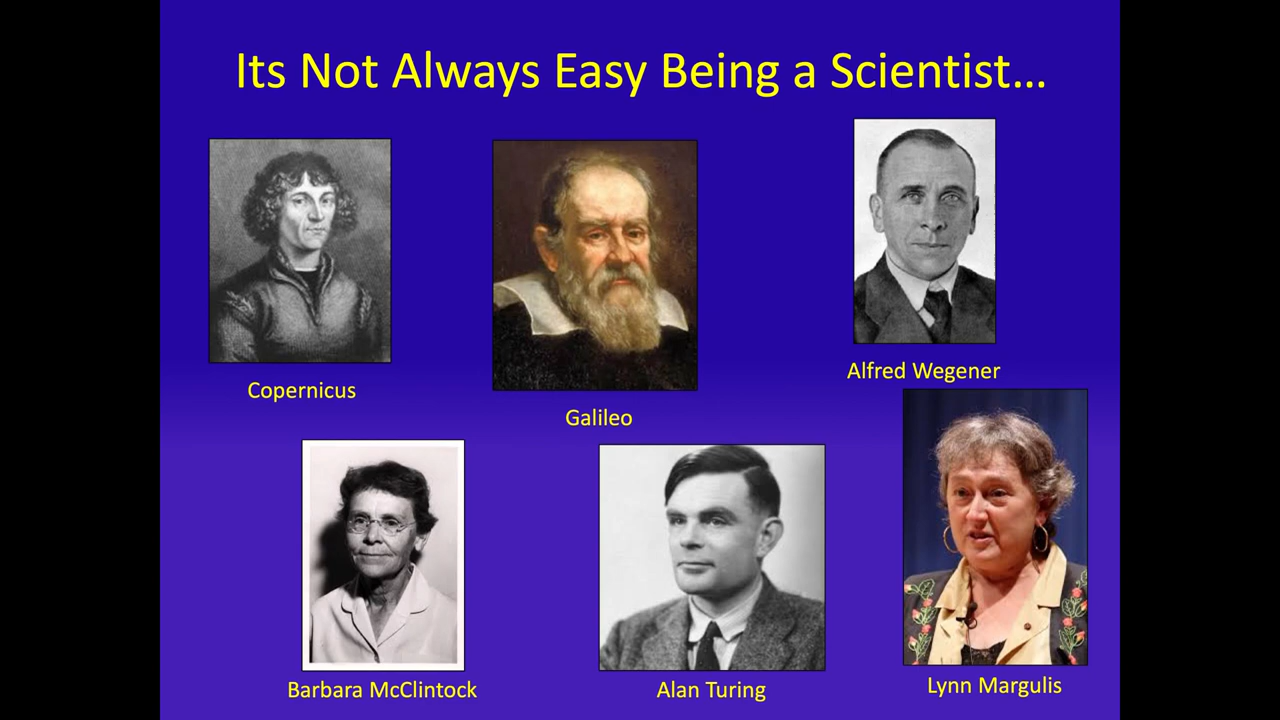 Its Not Always Easy Being a Scientist…
Copernicus
Galileo
Alfred Wegener
Barbara McClintock
Alan Turing
Lynn Margulis